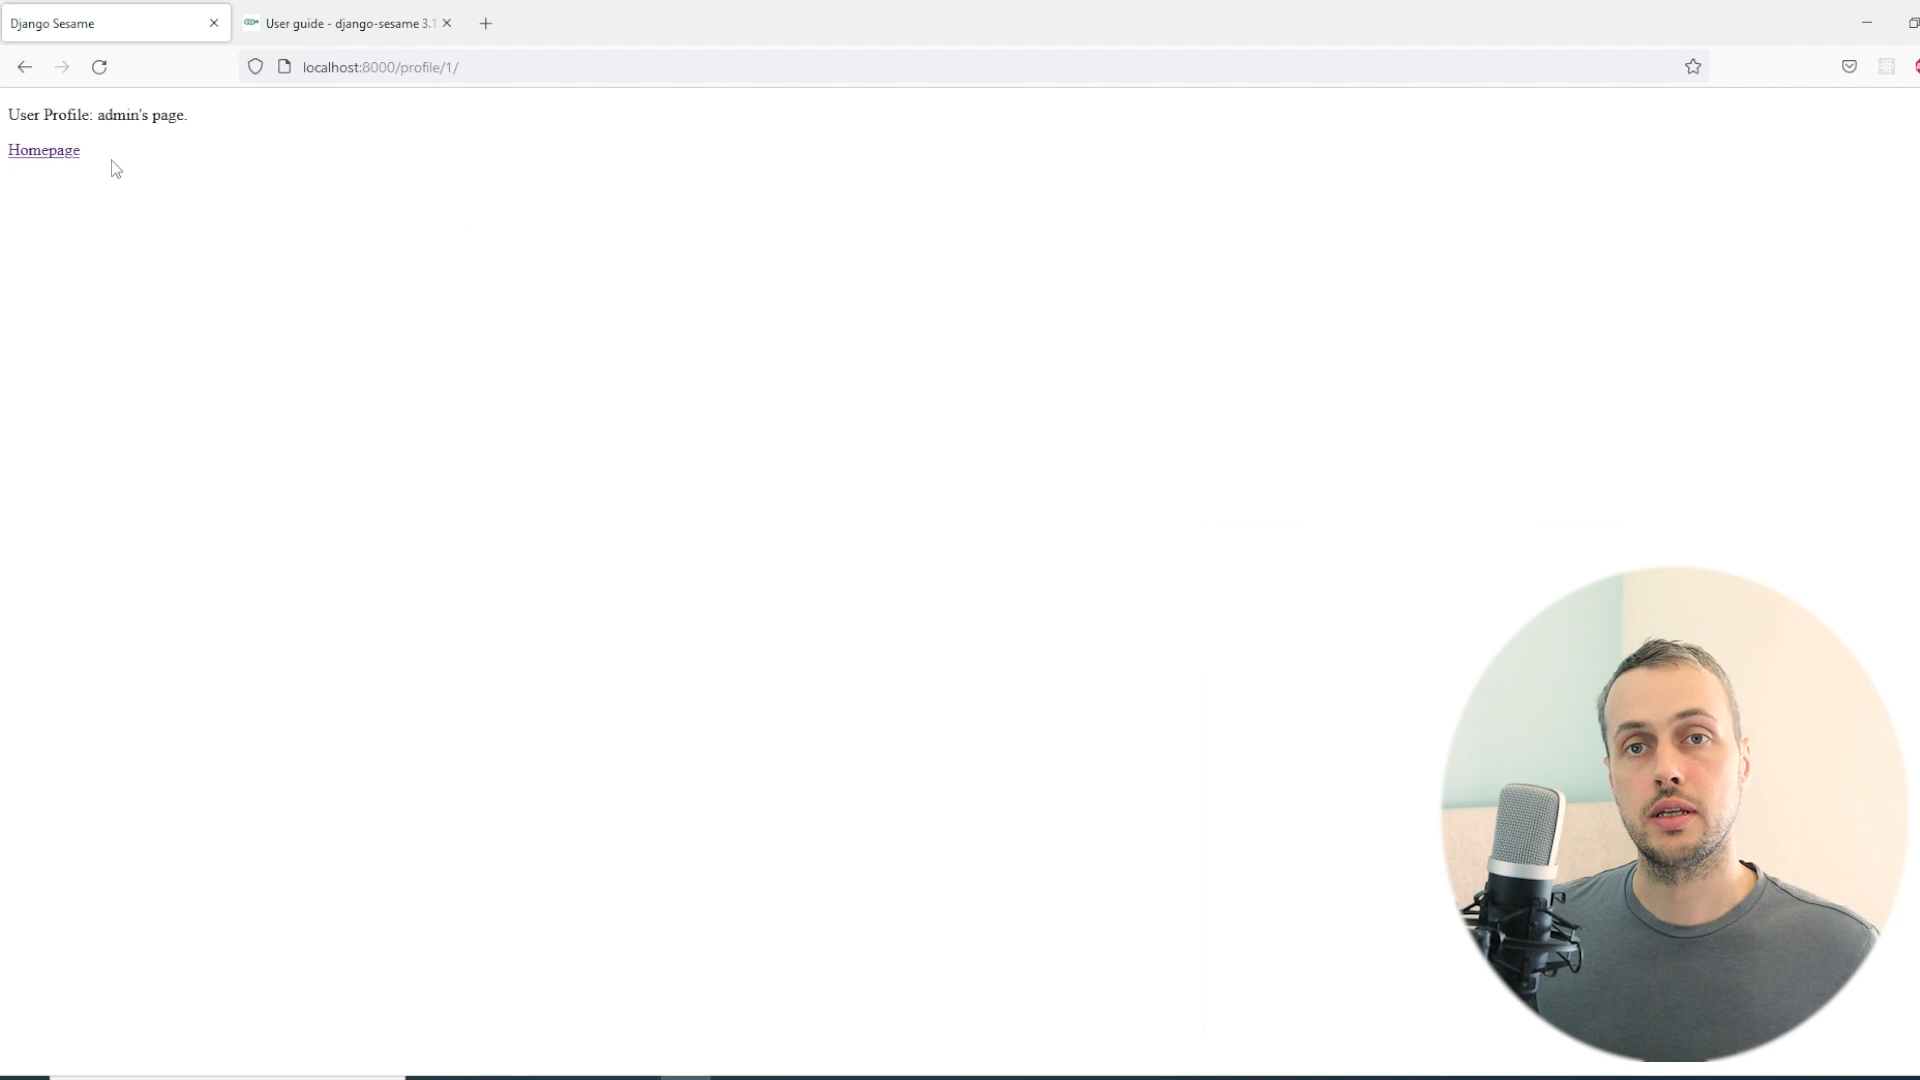 Django Sesame
User guide - django-sesame 3.1
localhost:8000/profile/1/
User Profile: admin's page.
Homepage